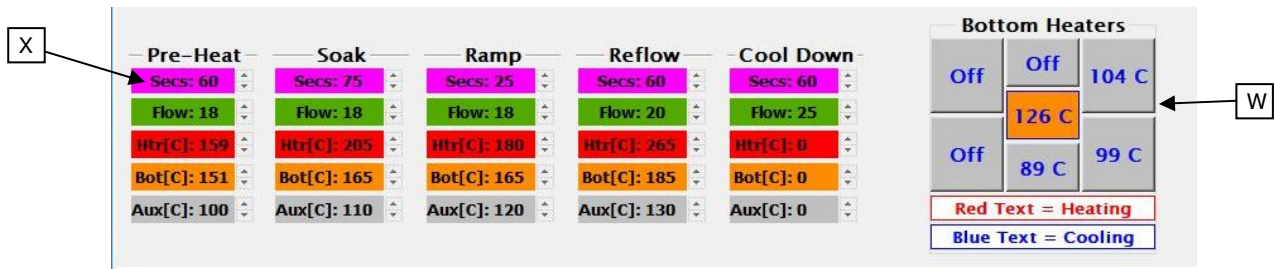 X
Pre-Heat
Secs: 60
Flow: 18
Htr[C]: 159
Bot[C]: 151
Aux[C]: 100
Soak
Secs: 75
Flow: 18
Htr[C]: 205
Bot[C]: 165
Aux[C]: 110
Ramp
Secs: 25
Flow: 18
Htr[C]: 180
Bot[C]: 165
Aux[C]: 120
Reflow
Secs: 60
Flow: 20
Htr[C]: 265
Bot[C]: 185
Aux[C]: 130
Cool Down
Secs: 60
Flow: 25
Htr[C]: 0
Bot[C]: 0
Aux[C]: 0
Bottom Heaters
Off
Off
104 C
126 C
Off
89 C
99 C
Red Text = Heating
Blue Text = Cooling
W